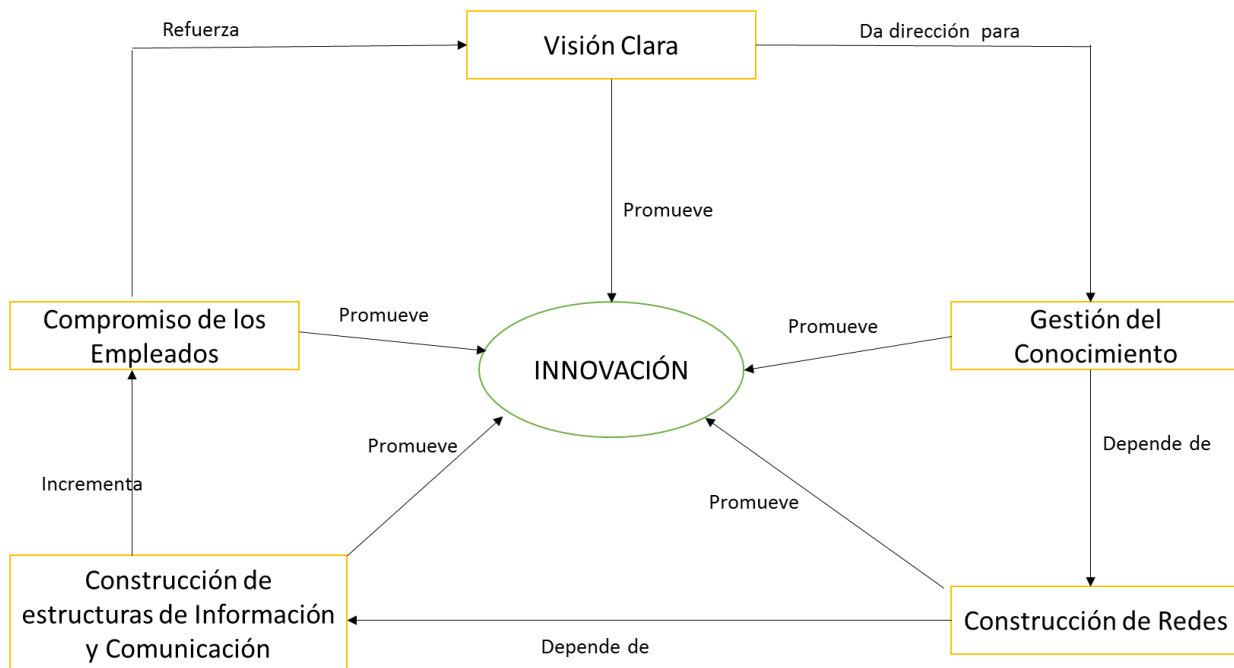 Refuerza
Visión Clara
Da dirección para
Promueve
Compromiso de los
Empleados
Promueve
INNOVACIÓN
Promueve
Gestión del
Conocimiento
Promueve
Depende de
Incrementa
Promueve
Construcción de
estructuras de Información
y Comunicación
Depende de
Construcción de Redes